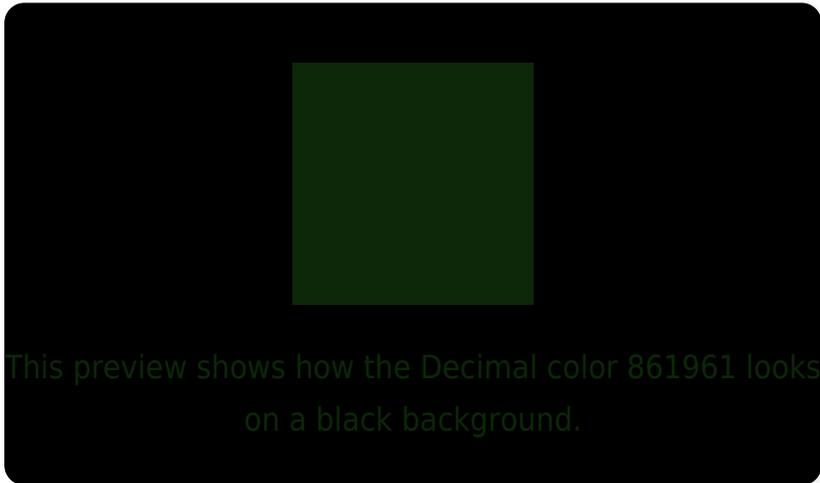 This preview shows how the Decimal color 861961 looks
on a black background.